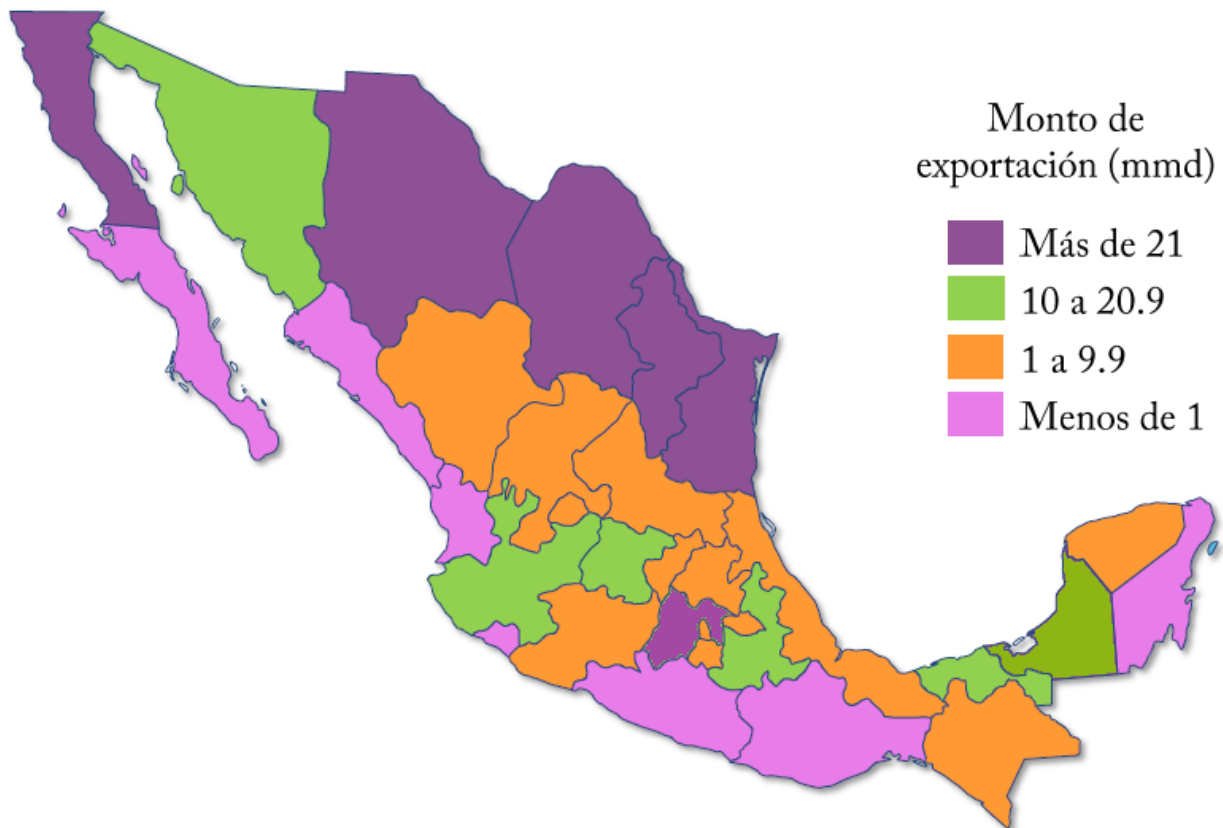 Monto de
exportación (mmd)
Más de 21
10 a 20.9
1 a 9.9
Menos de 1